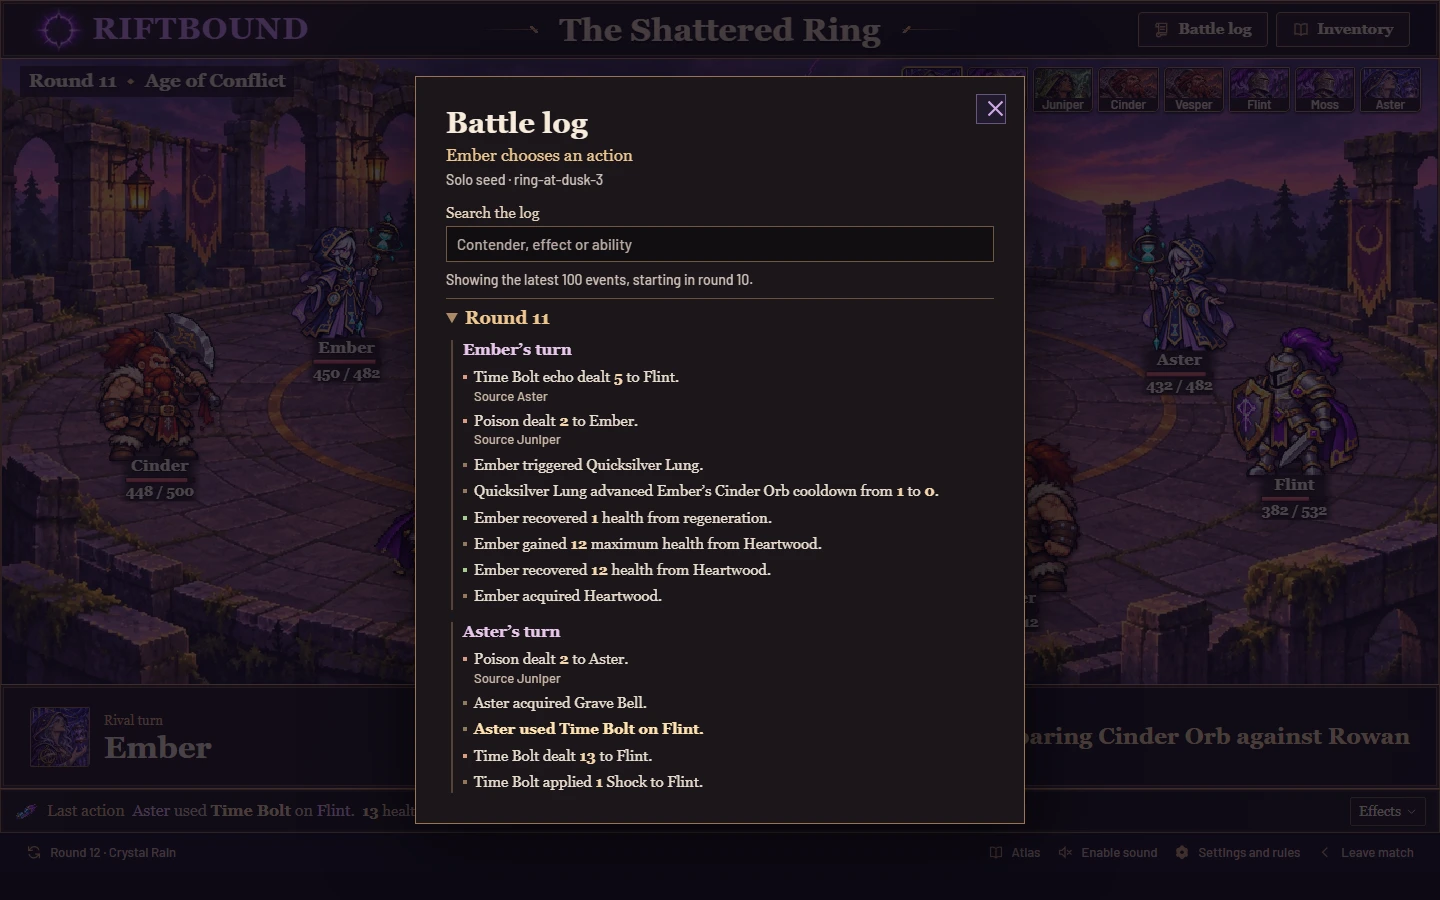 RIFTBOUND
The Shattered Ring
Battle log
Inventory
Round 11 • Age of Conflict
Juniper
Cinder
Vesper
Flint
Moss
Aster
Battle log
Ember chooses an action
Solo seed · ring-at-dusk-3
Search the log
Contender, effect or ability
Showing the latest 100 events, starting in round 10.
Round 11
Ember’s turn
Time Bolt echo dealt 5 to Flint.
Source Aster
Poison dealt 2 to Ember.
Source Juniper
Ember triggered Quicksilver Lung.
Quicksilver Lung advanced Ember’s Cinder Orb cooldown from 1 to 0.
Ember recovered 1 health from regeneration.
Ember gained 12 maximum health from Heartwood.
Ember recovered 12 health from Heartwood.
Ember acquired Heartwood.
Aster’s turn
Poison dealt 2 to Aster.
Source Juniper
Aster acquired Grave Bell.
Aster used Time Bolt on Flint.
Time Bolt dealt 13 to Flint.
Time Bolt applied 1 Shock to Flint.
Ember
450 / 482
Cinder
448 / 500
Aster
432 / 482
Flint
382 / 532
Rival turn
Ember
Cinder Orb against Rowan
Last action Aster used Time Bolt on Flint. 13
Effects
Round 12 · Crystal Rain
Atlas
Enable sound
Settings and rules
Leave match